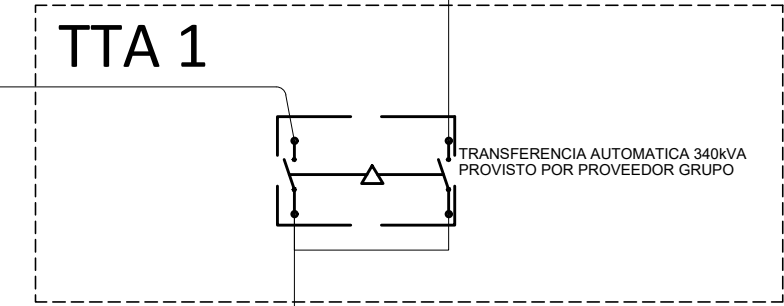 TTA 1
TRANSFERENCIA AUTOMATICA 340kVA
PROVISTO POR PROVEEDOR GRUPO